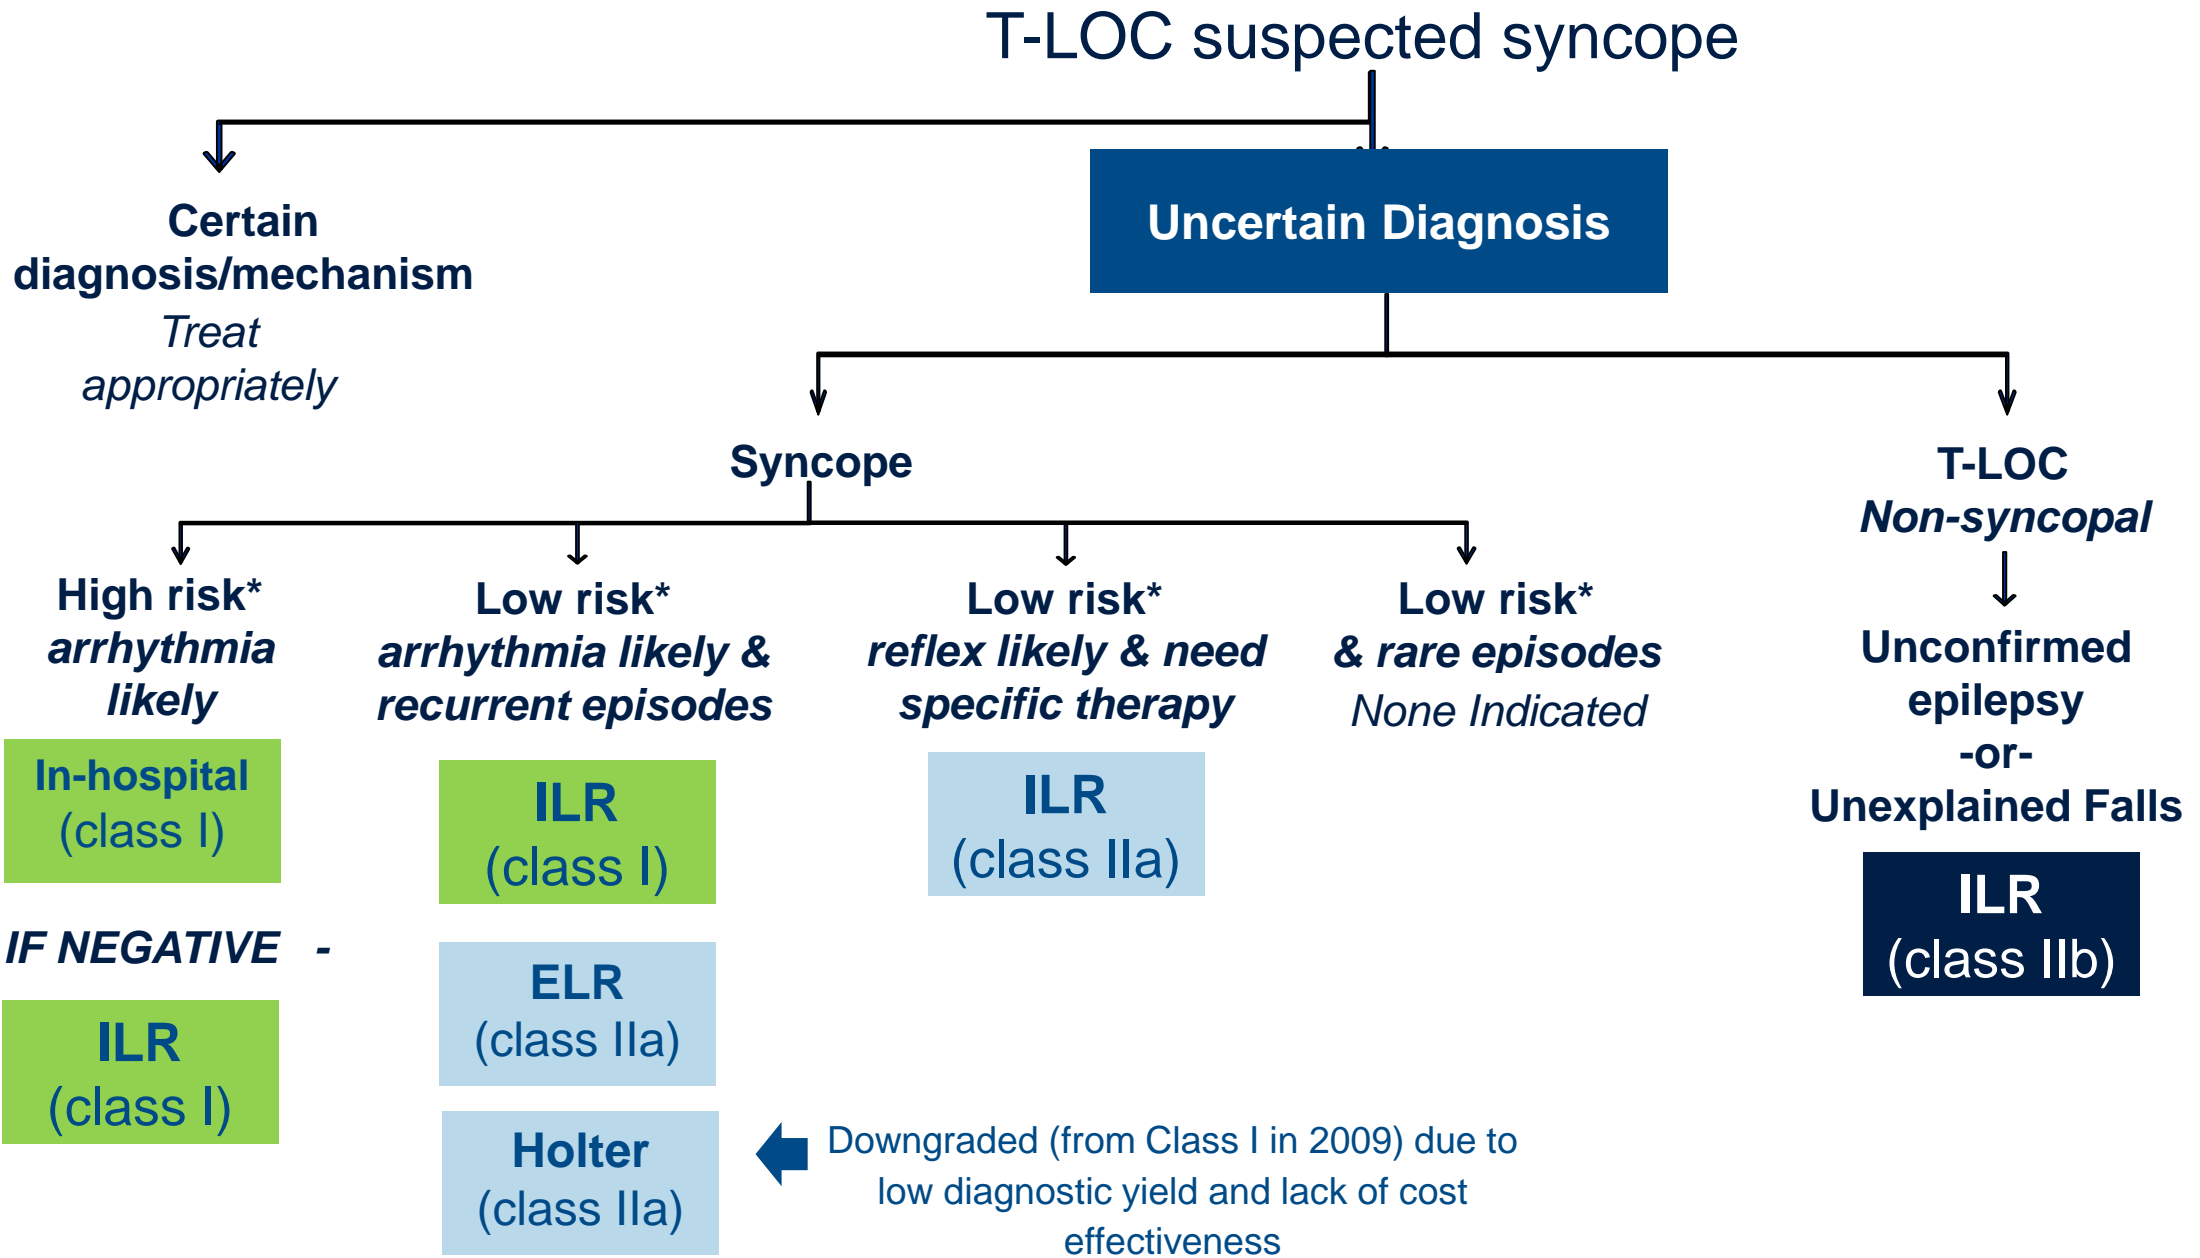 T-LOC suspected syncope
Certain
diagnosis/mechanism
Treat
appropriately
Uncertain Diagnosis
Syncope
T-LOC
Non-syncopal
High risk*
arrhythmia
likely
In-hospital
(class I)
IF NEGATIVE -
ILR
(class I)
Low risk*
arrhythmia likely &
recurrent episodes
ILR
(class I)
ELR
(class IIa)
Holter
(class IIa)
Downgraded (from Class I in 2009) due to
low diagnostic yield and lack of cost
effectiveness
Low risk*
reflex likely & need
specific therapy
ILR
(class IIa)
Low risk*
& rare episodes
None Indicated
Unconfirmed
epilepsy
-or-
Unexplained Falls
ILR
(class IIb)